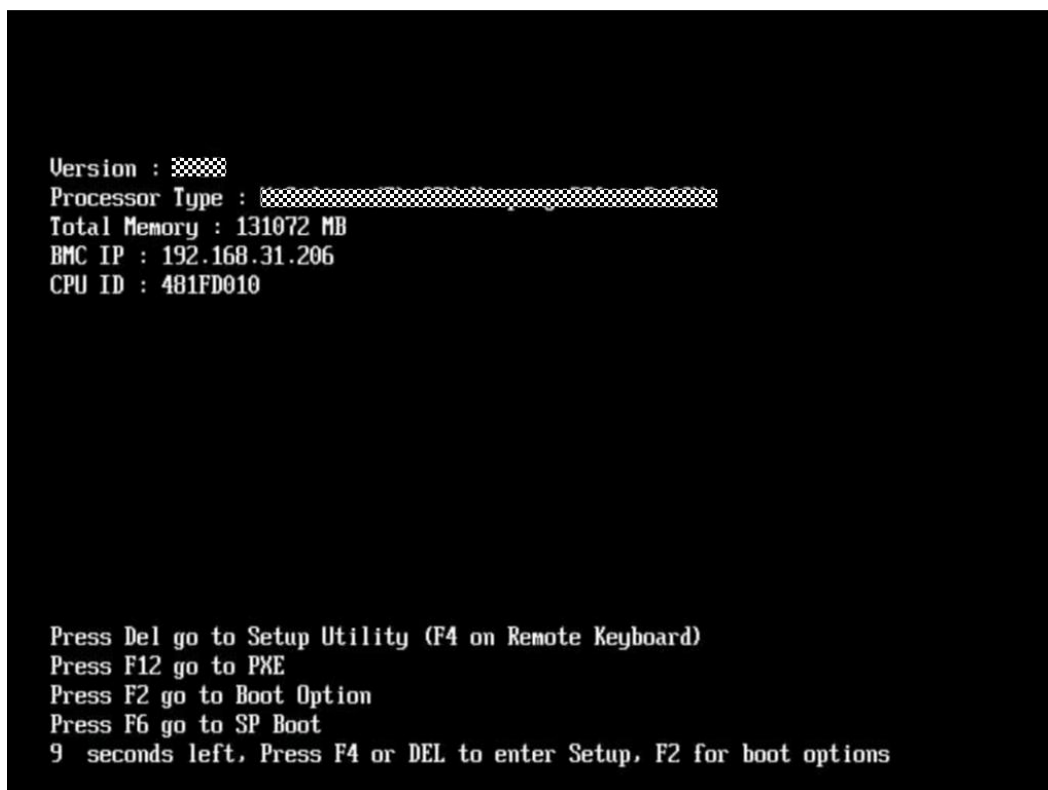 Version :
Processor Type :
Total Memory : 131072 MB
BMC IP : 192.168.31.206
CPU ID : 481FD010
Press Del go to Setup Utility (F4 on Remote Keyboard)
Press F12 go to PXE
Press F2 go to Boot Option
Press F6 go to SP Boot
9 seconds left, Press F4 or DEL to enter Setup, F2 for boot options